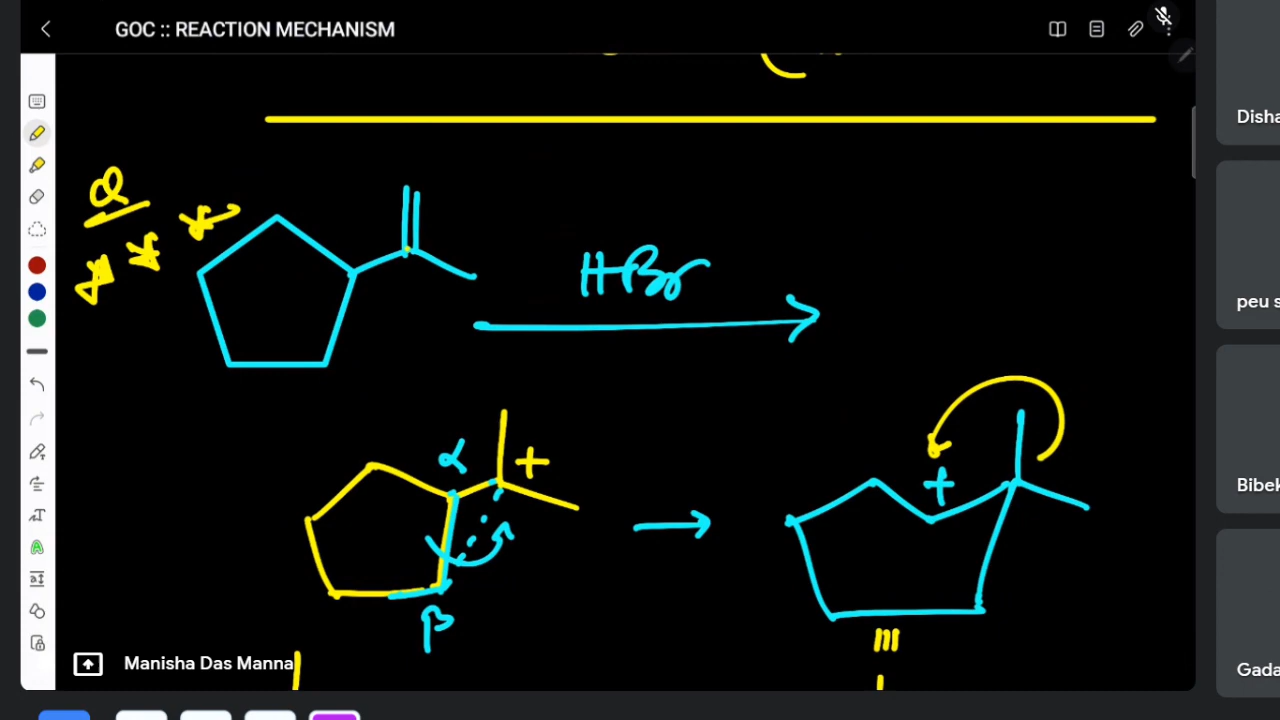 GOC :: REACTION MECHANISM
Disha
Q
HBr
peu s
α
+
+
Bibek
β
Manisha Das Manna
Gada